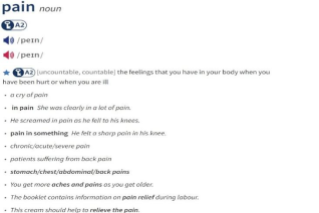 pain noun
A2
/peɪn/
/peɪn/
A2 (uncountable, countable) the feelings that you have in your body when you
have been hurt or when you are ill
• a cry of pain
• in pain She was clearly in a lot of pain.
• He screamed in pain as he fell to his knees.
• pain in something He felt a sharp pain in his knee.
• chronic/acute/severe pain
• patients suffering from back pain
• stomach/chest/abdominal/back pains
• You get more aches and pains as you get older.
• The booklet contains information on pain relief during labour.
• This cream should help to relieve the pain.